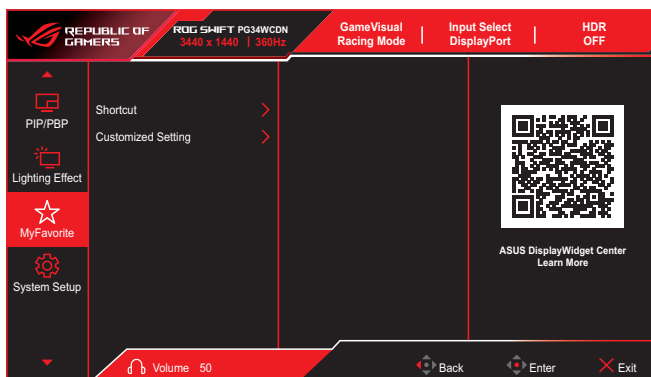 REPUBLIC OF
GAMERS
ROG SWIFT PG34WCDN
3440 x 1440 | 360Hz
GameVisual
Racing Mode
Input Select
DisplayPort
HDR
OFF
PIP/PBP
Lighting Effect
MyFavorite
System Setup
Shortcut
Customized Setting
ASUS DisplayWidget Center
Learn More
Volume 50
Back
Enter
Exit